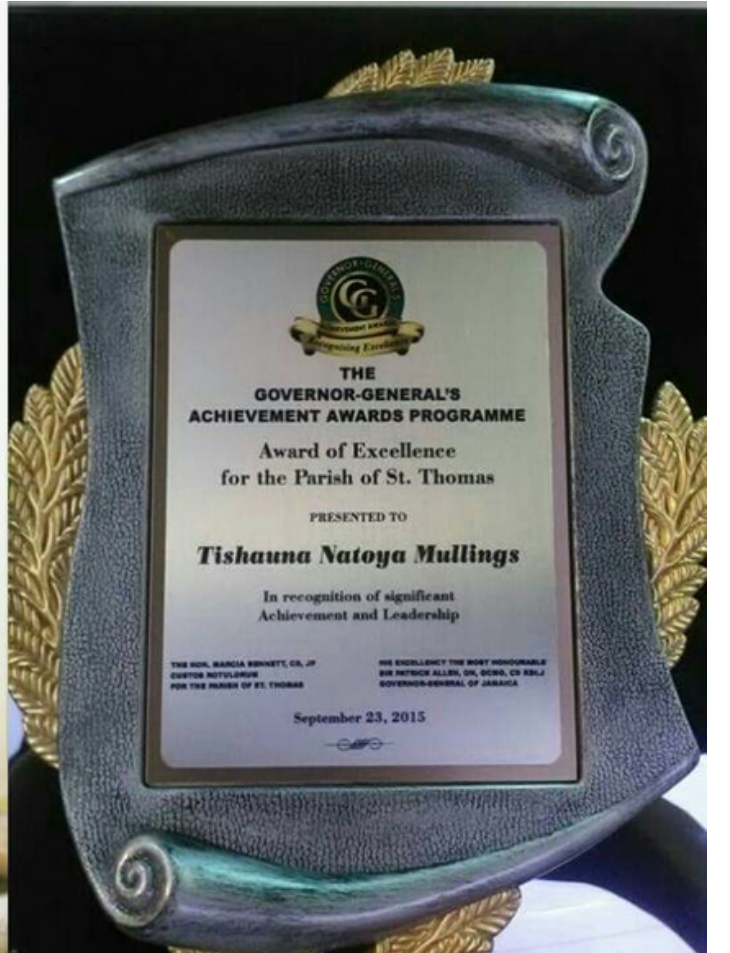 GOVERNOR-GENERAL'S
GG
ACHIEVEMENT AWARDS
Recognising Excellence
THE
GOVERNOR-GENERAL'S
ACHIEVEMENT AWARDS PROGRAMME
Award of Excellence
for the Parish of St. Thomas
PRESENTED TO
Tishauna Natoya Mullings
In recognition of significant
Achievement and Leadership
THE HON. MARCIA BENNETT, CD, JP
CUSTOS ROTULORUM
FOR THE PARISH OF ST. THOMAS
HIS EXCELLENCY THE MOST HONOURABLE
SIR PATRICK ALLEN, ON, GCMG, CD KSt.J
GOVERNOR-GENERAL OF JAMAICA
September 23, 2015